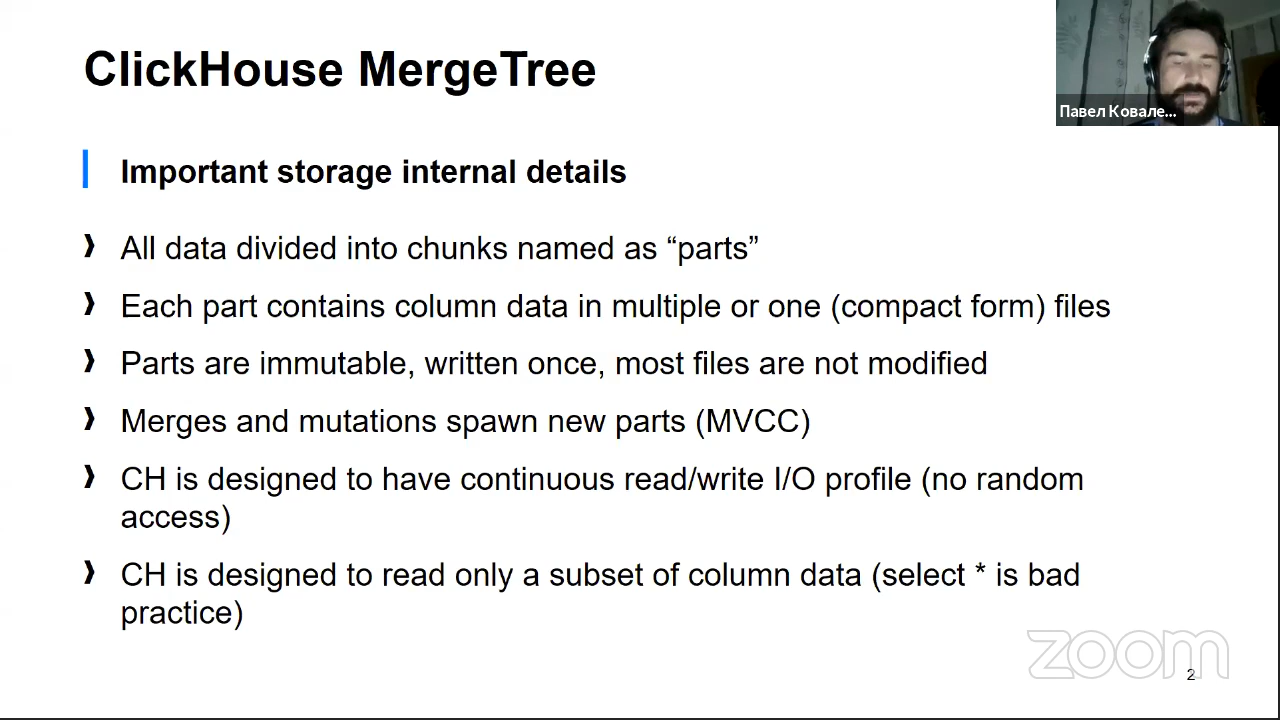 ClickHouse MergeTree
Павел Ковале...
Important storage internal details
All data divided into chunks named as “parts”
Each part contains column data in multiple or one (compact form) files
Parts are immutable, written once, most files are not modified
Merges and mutations spawn new parts (MVCC)
CH is designed to have continuous read/write I/O profile (no random
access)
CH is designed to read only a subset of column data (select * is bad
practice)
zoom
2